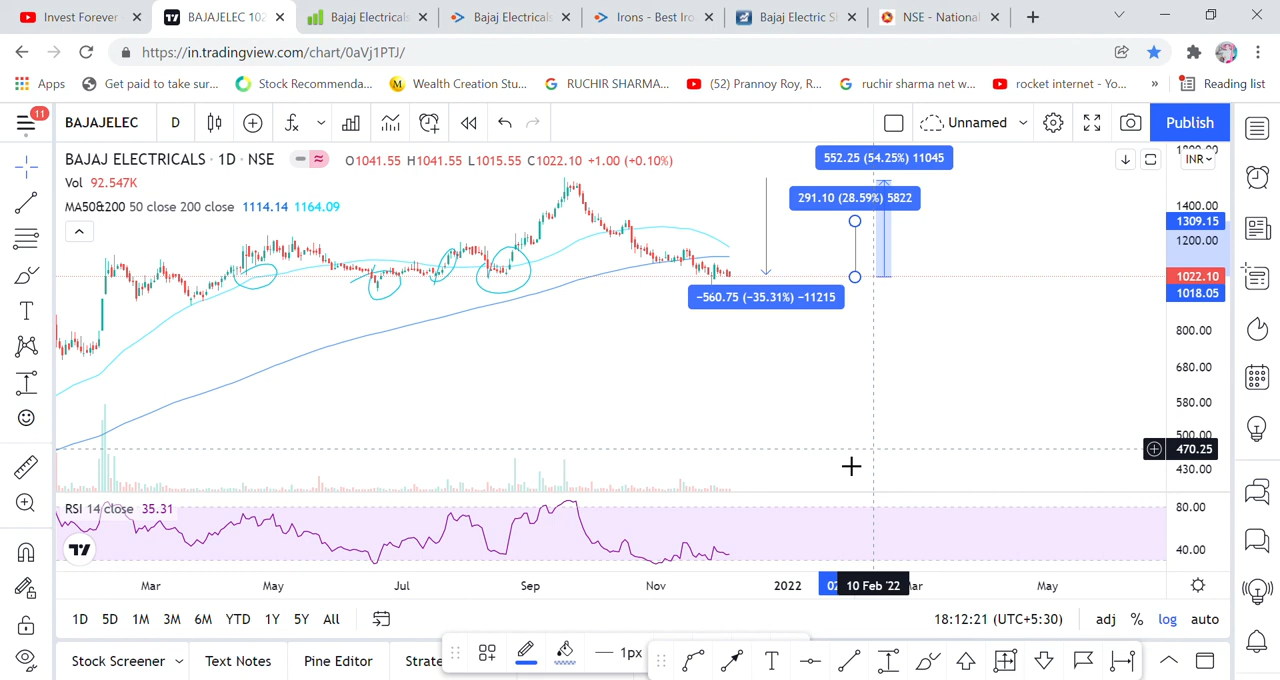 Invest Forever
BAJAJELEC 102
Bajaj Electricals
Bajaj Electricals
Irons - Best Iro
Bajaj Electric S
NSE - National
https://in.tradingview.com/chart/0aVj1PTJ/
Apps
Get paid to take sur...
Stock Recommenda...
Wealth Creation Stu...
RUCHIR SHARMA...
(52) Prannoy Roy, R...
ruchir sharma net w...
rocket internet - Yo...
»
Reading list
11
BAJAJELEC
D
Unnamed
Publish
BAJAJ ELECTRICALS · 1D · NSE
O1041.55 H1041.55 L1015.55 C1022.10 +1.00 (+0.10%)
Vol 92.547K
MA50&200 50 close 200 close 1114.14 1164.09
552.25 (54.25%) 11045
291.10 (28.59%) 5822
−560.75 (−35.31%) −11215
INR
1400.00
1309.15
1200.00
1022.10
1018.05
800.00
680.00
580.00
500.00
470.25
430.00
RSI 14 close 35.31
80.00
40.00
Mar
May
Jul
Sep
Nov
2022
10 Feb '22
May
1D
5D
1M
3M
6M
YTD
1Y
5Y
All
18:12:21 (UTC+5:30)
adj
%
log
auto
Stock Screener
Text Notes
Pine Editor
Strate
1px